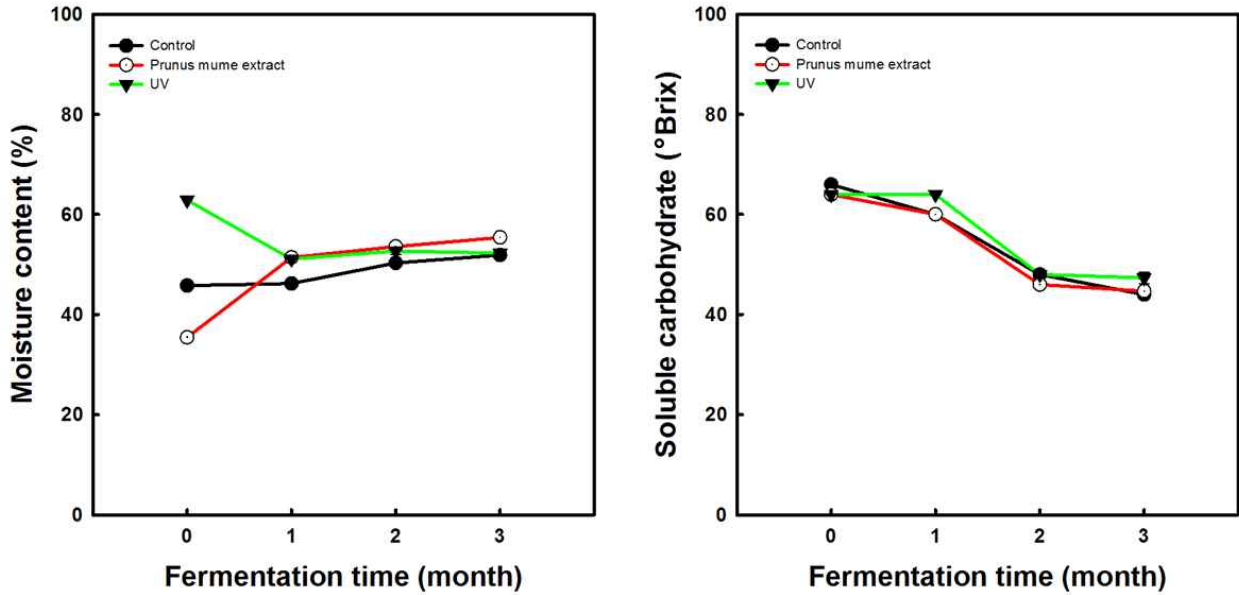 Moisture content (%)
100
80
60
40
20
0
Control
Prunus mume extract
UV
0 1 2 3
Fermentation time (month)
Soluble carbohydrate (°Brix)
100
80
60
40
20
0
Control
Prunus mume extract
UV
0 1 2 3
Fermentation time (month)